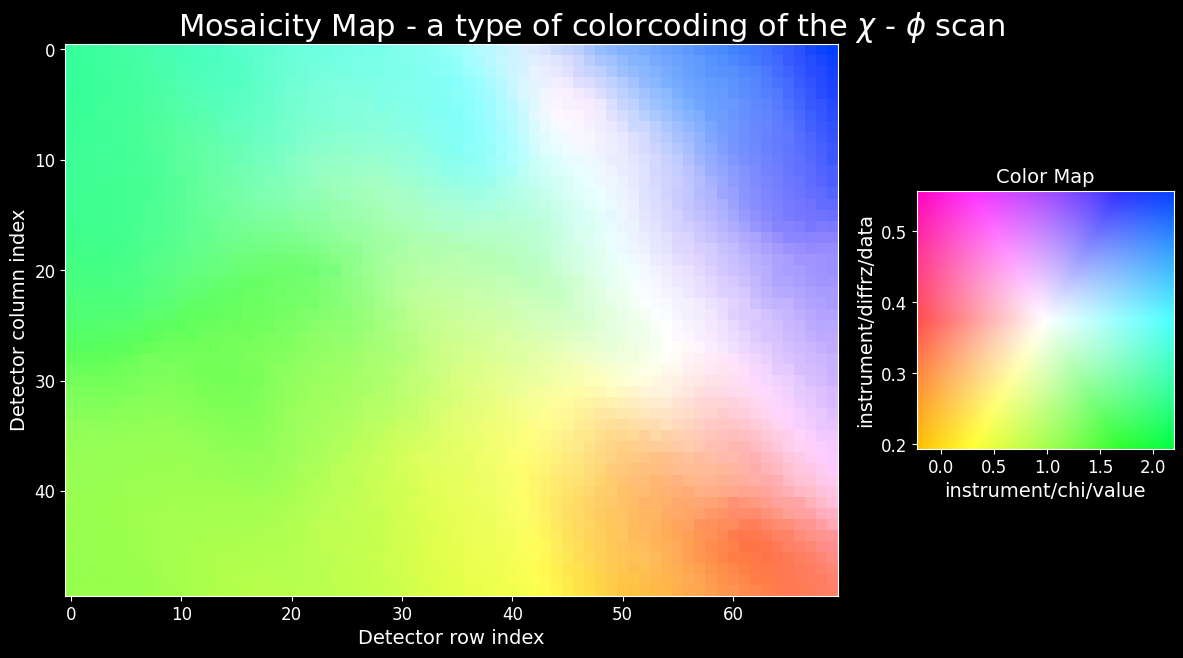 Mosaicity Map - a type of colorcoding of the χ - ϕ scan
0
10
20
30
40
Detector column index
0 10 20 30 40 50 60
Detector row index
Color Map
0.5
0.4
0.3
0.2
instrument/diffrz/data
0.0 0.5 1.0 1.5 2.0
instrument/chi/value